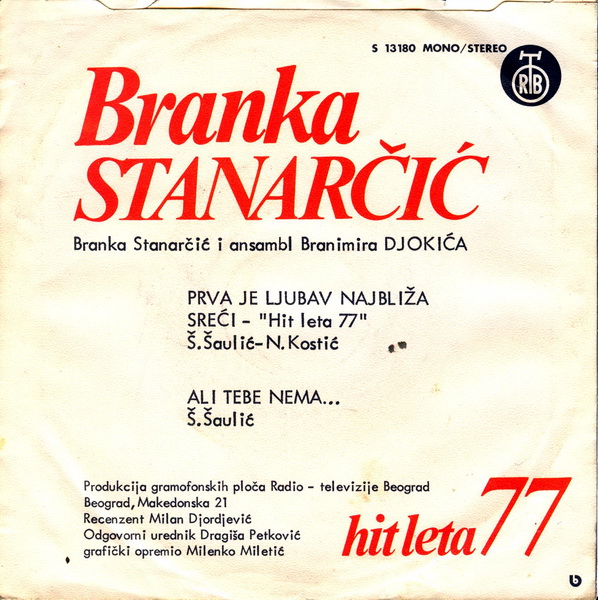 S 13180 MONO/STEREO
RTB
Branka
STANARČIĆ
Branka Stanarčić i ansambl Branimira DJOKIĆA
PRVA JE LJUBAV NAJBLIŽA
SREĆI - "Hit leta 77"
Š.Šaulić-N.Kostić
ALI TEBE NEMA...
Š.Šaulić
Produkcija gramofonskih ploča Radio - televizije Beograd
Beograd, Makedonska 21
Recenzent Milan Djordjević
Odgovorni urednik Dragiša Petković
grafički opremio Milenko Miletić
hit leta 77
b